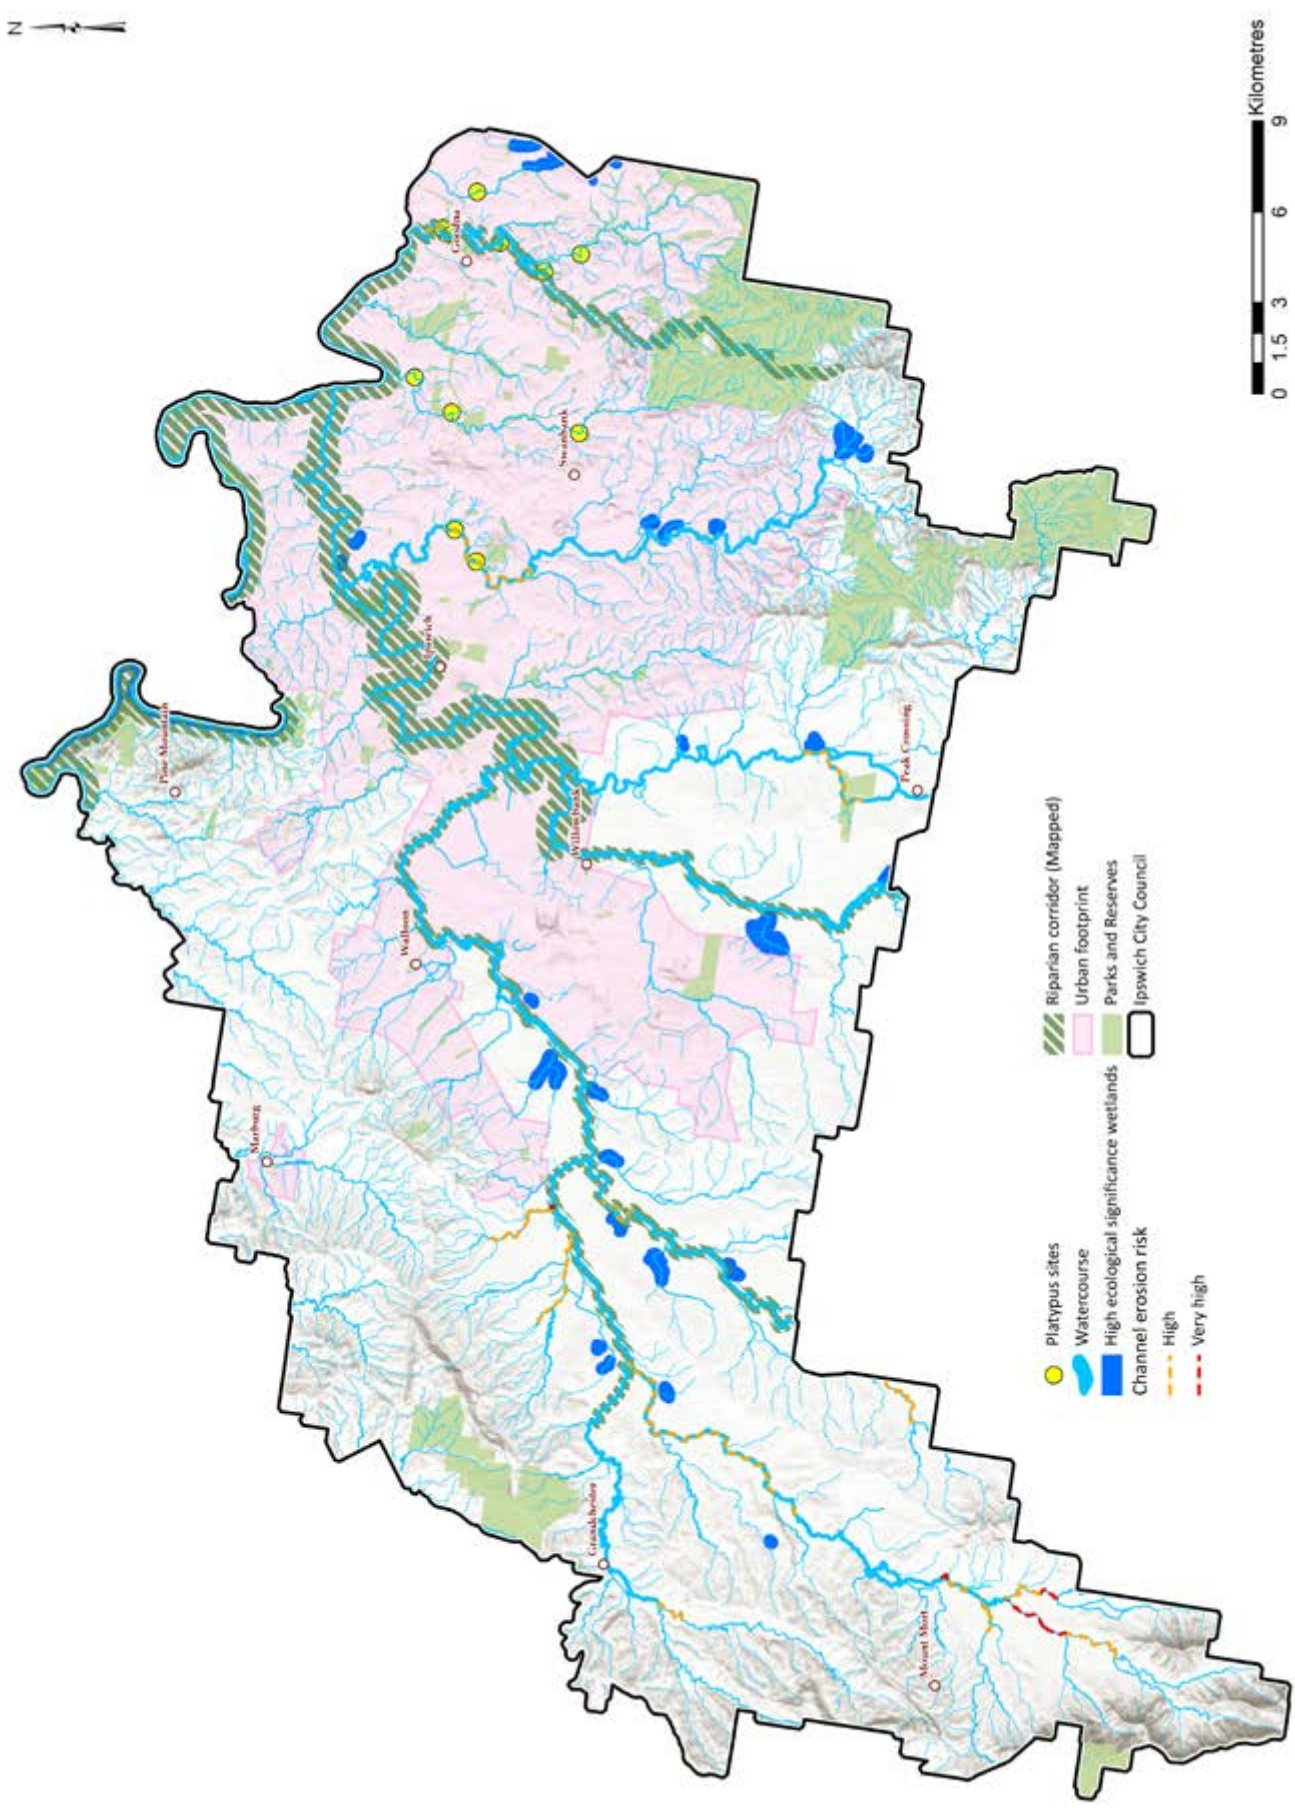 N
Pine Mountain
Marburg
Walloon
Goodna
Ipswich
Swanbank
Willowbank
Grandchester
Peak Crossing
Mount Mort
Platypus sites
Watercourse
High ecological significance wetlands
Channel erosion risk
High
Very high
Riparian corridor (Mapped)
Urban footprint
Parks and Reserves
Ipswich City Council
0 1.5 3 6 9
Kilometres